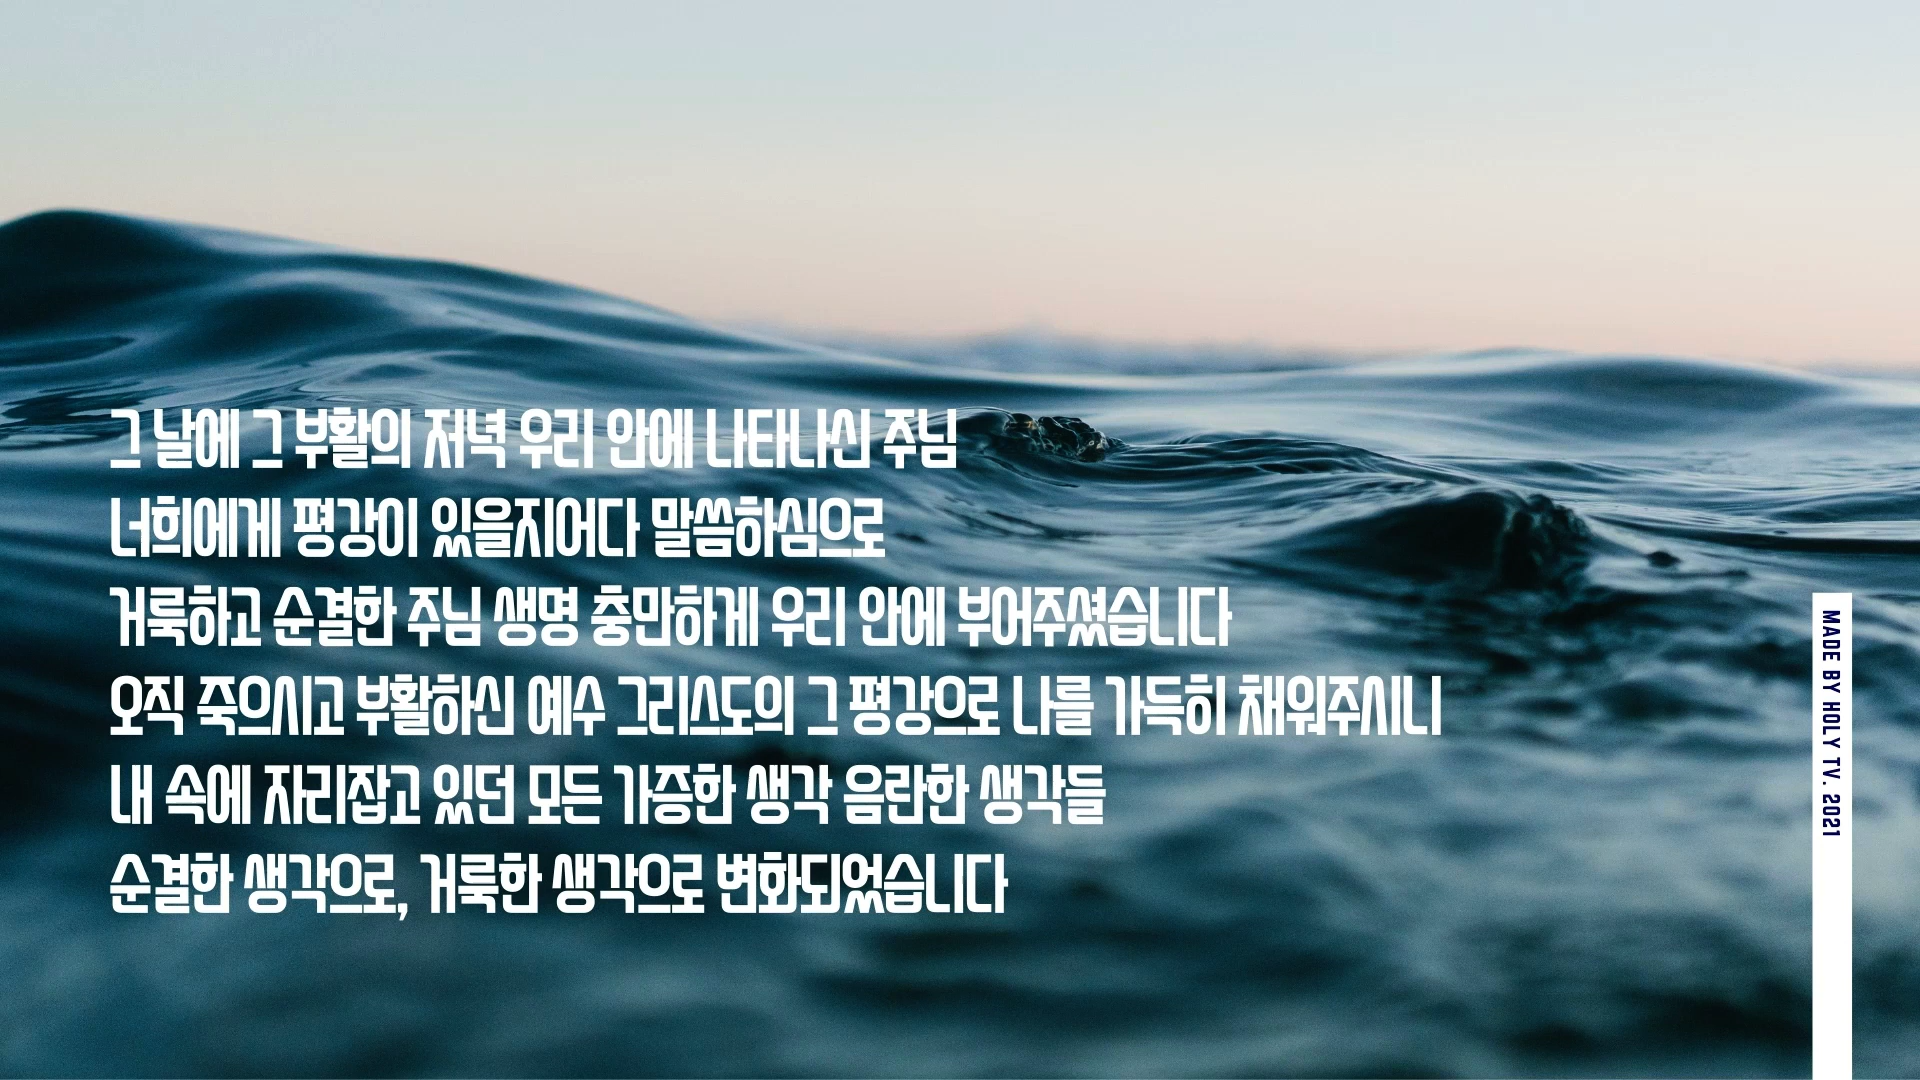 그 날에 그 부활의 저녁 우리 안에 나타나신 주님
너희에게 평강이 있을지어다 말씀하심으로
거룩하고 순결한 주님 생명 충만하게 우리 안에 부어주셨습니다
오직 죽으시고 부활하신 예수 그리스도의 그 평강으로 나를 가득히 채워주시니
내 속에 자리잡고 있던 모든 가증한 생각 음란한 생각들
순결한 생각으로, 거룩한 생각으로 변화되었습니다
MADE BY HOLY TV. 2021